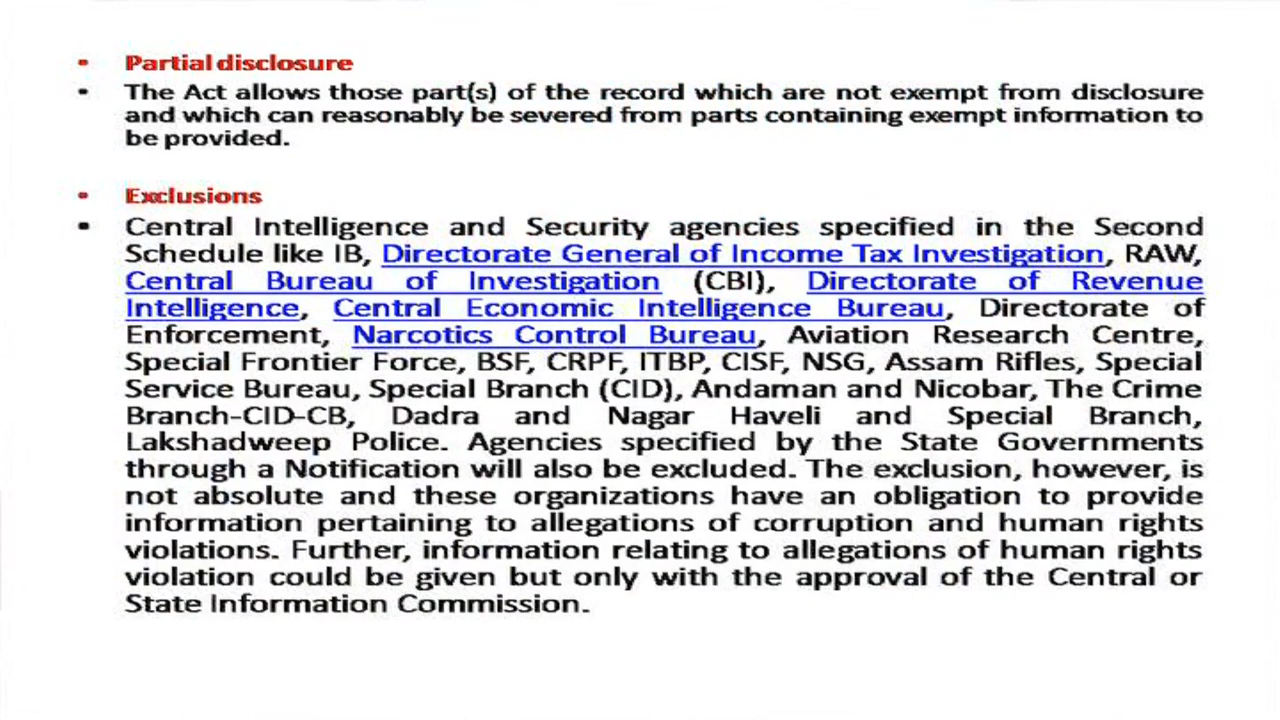 • Partial disclosure
• The Act allows those part(s) of the record which are not exempt from disclosure
and which can reasonably be severed from parts containing exempt information to
be provided.
• Exclusions
• Central Intelligence and Security agencies specified in the Second
Schedule like IB, Directorate General of Income Tax Investigation, RAW,
Central Bureau of Investigation (CBI), Directorate of Revenue
Intelligence, Central Economic Intelligence Bureau, Directorate of
Enforcement, Narcotics Control Bureau, Aviation Research Centre,
Special Frontier Force, BSF, CRPF, ITBP, CISF, NSG, Assam Rifles, Special
Service Bureau, Special Branch (CID), Andaman and Nicobar, The Crime
Branch-CID-CB, Dadra and Nagar Haveli and Special Branch,
Lakshadweep Police. Agencies specified by the State Governments
through a Notification will also be excluded. The exclusion, however, is
not absolute and these organizations have an obligation to provide
information pertaining to allegations of corruption and human rights
violations. Further, information relating to allegations of human rights
violation could be given but only with the approval of the Central or
State Information Commission.